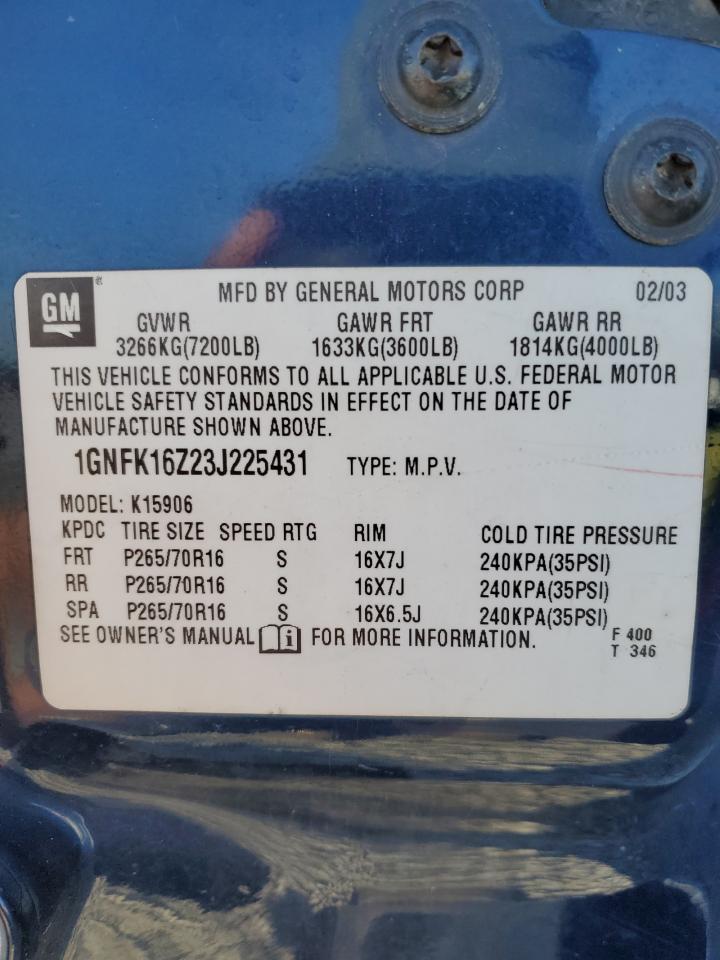 GM
MFD BY GENERAL MOTORS CORP 02/03
GVWR GAWR FRT GAWR RR
3266KG(7200LB) 1633KG(3600LB) 1814KG(4000LB)
THIS VEHICLE CONFORMS TO ALL APPLICABLE U.S. FEDERAL MOTOR
VEHICLE SAFETY STANDARDS IN EFFECT ON THE DATE OF
MANUFACTURE SHOWN ABOVE.
1GNFK16Z23J225431 TYPE: M.P.V.
MODEL: K15906
KPDC TIRE SIZE SPEED RTG RIM COLD TIRE PRESSURE
FRT P265/70R16 S 16X7J 240KPA(35PSI)
RR P265/70R16 S 16X7J 240KPA(35PSI)
SPA P265/70R16 S 16X6.5J 240KPA(35PSI)
SEE OWNER'S MANUAL i FOR MORE INFORMATION.
F 400
T 346